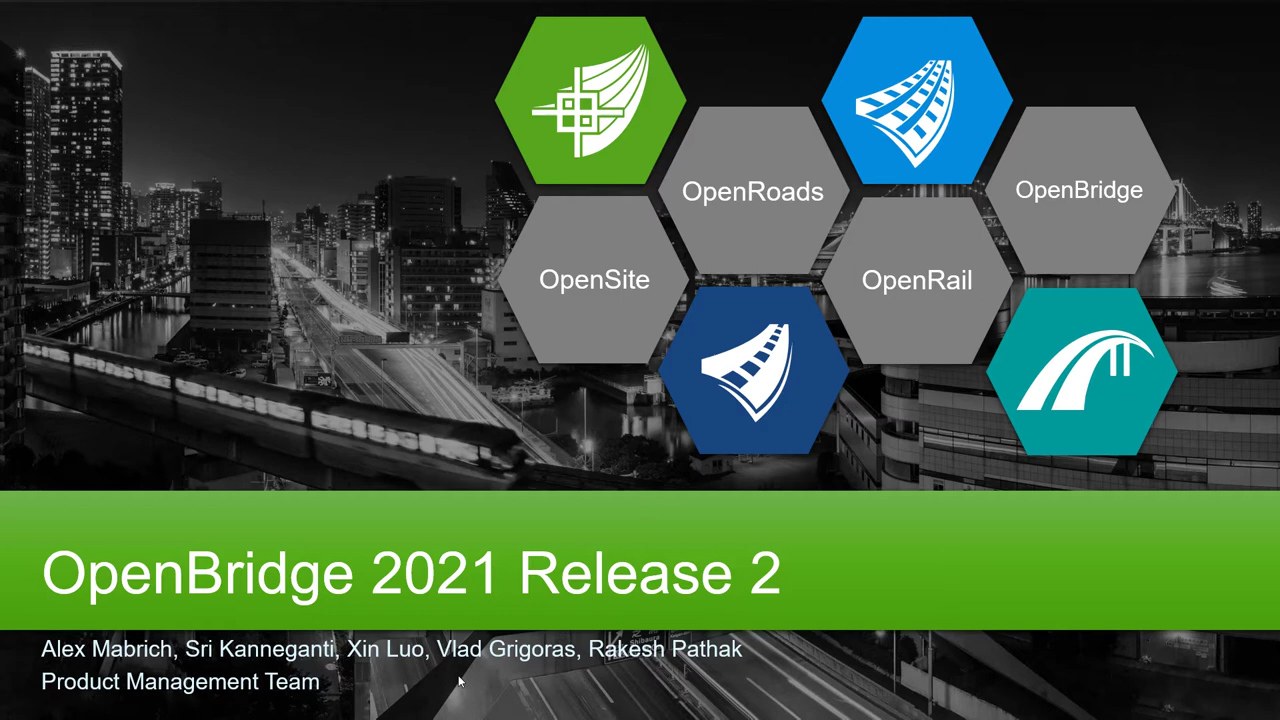 OpenRoads
OpenBridge
OpenSite
OpenRail
OpenBridge 2021 Release 2
Alex Mabrich, Sri Kanneganti, Xin Luo, Vlad Grigoras, Rakesh Pathak
Product Management Team